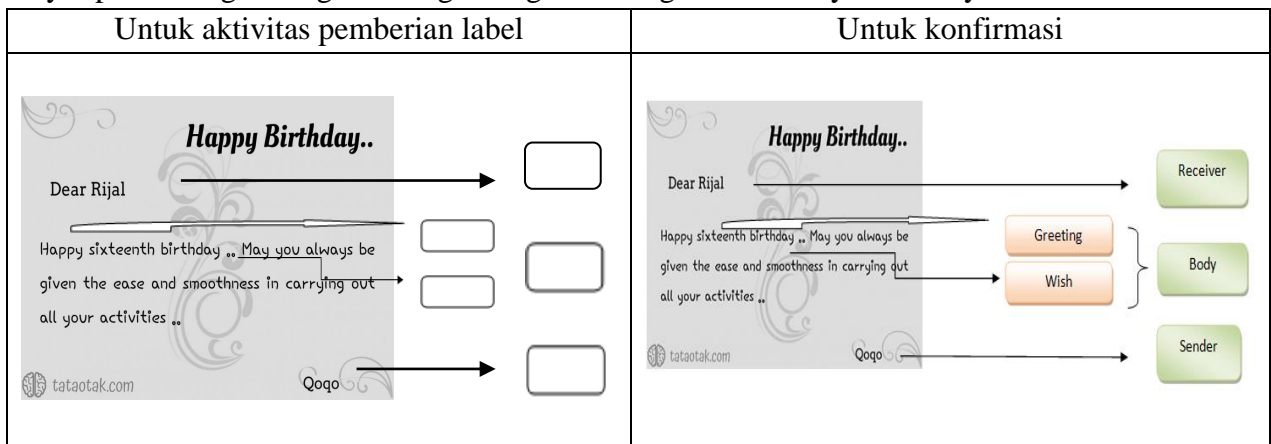 Untuk aktivitas pemberian label
Untuk konfirmasi
Happy Birthday..
Dear Rijal
Happy sixteenth birthday .. May you always be
given the ease and smoothness in carrying out
all your activities ..
Qoqo
tataotak.com
Happy Birthday..
Dear Rijal
Happy sixteenth birthday .. May you always be
given the ease and smoothness in carrying out
all your activities ..
Qoqo
tataotak.com
Receiver
Greeting
Wish
Body
Sender